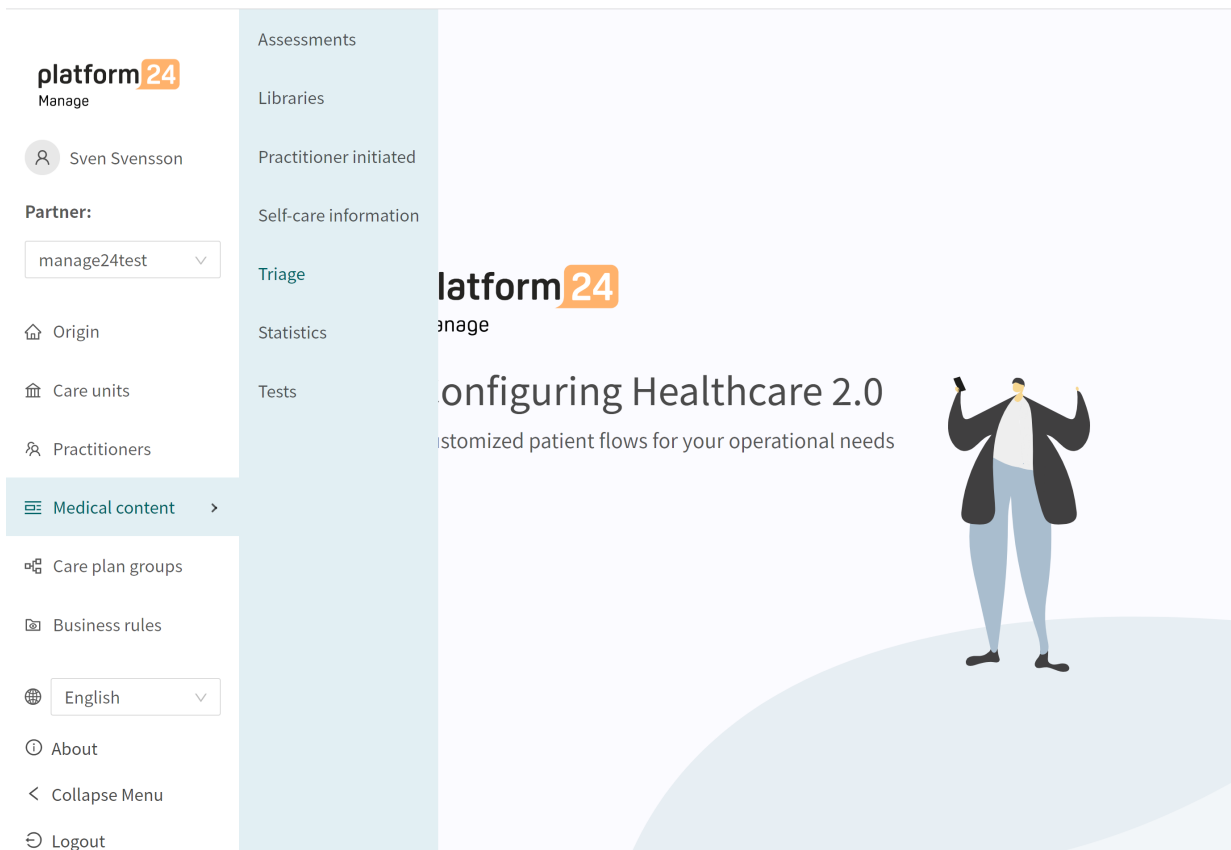 platform24
Manage
Sven Svensson
Partner:
manage24test
Origin
Care units
Practitioners
Medical content
Care plan groups
Business rules
English
About
Collapse Menu
Logout
Assessments
Libraries
Practitioner initiated
Self-care information
Triage
Statistics
Tests
latform24
anage
onfiguring Healthcare 2.0
stomized patient flows for your operational needs